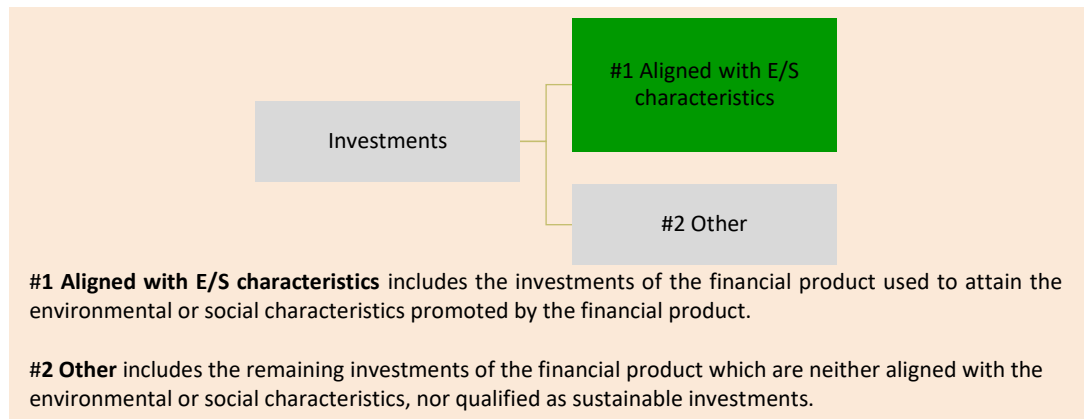 #1 Aligned with E/S
characteristics
Investments
#2 Other
#1 Aligned with E/S characteristics includes the investments of the financial product used to attain the
environmental or social characteristics promoted by the financial product.
#2 Other includes the remaining investments of the financial product which are neither aligned with the
environmental or social characteristics, nor qualified as sustainable investments.